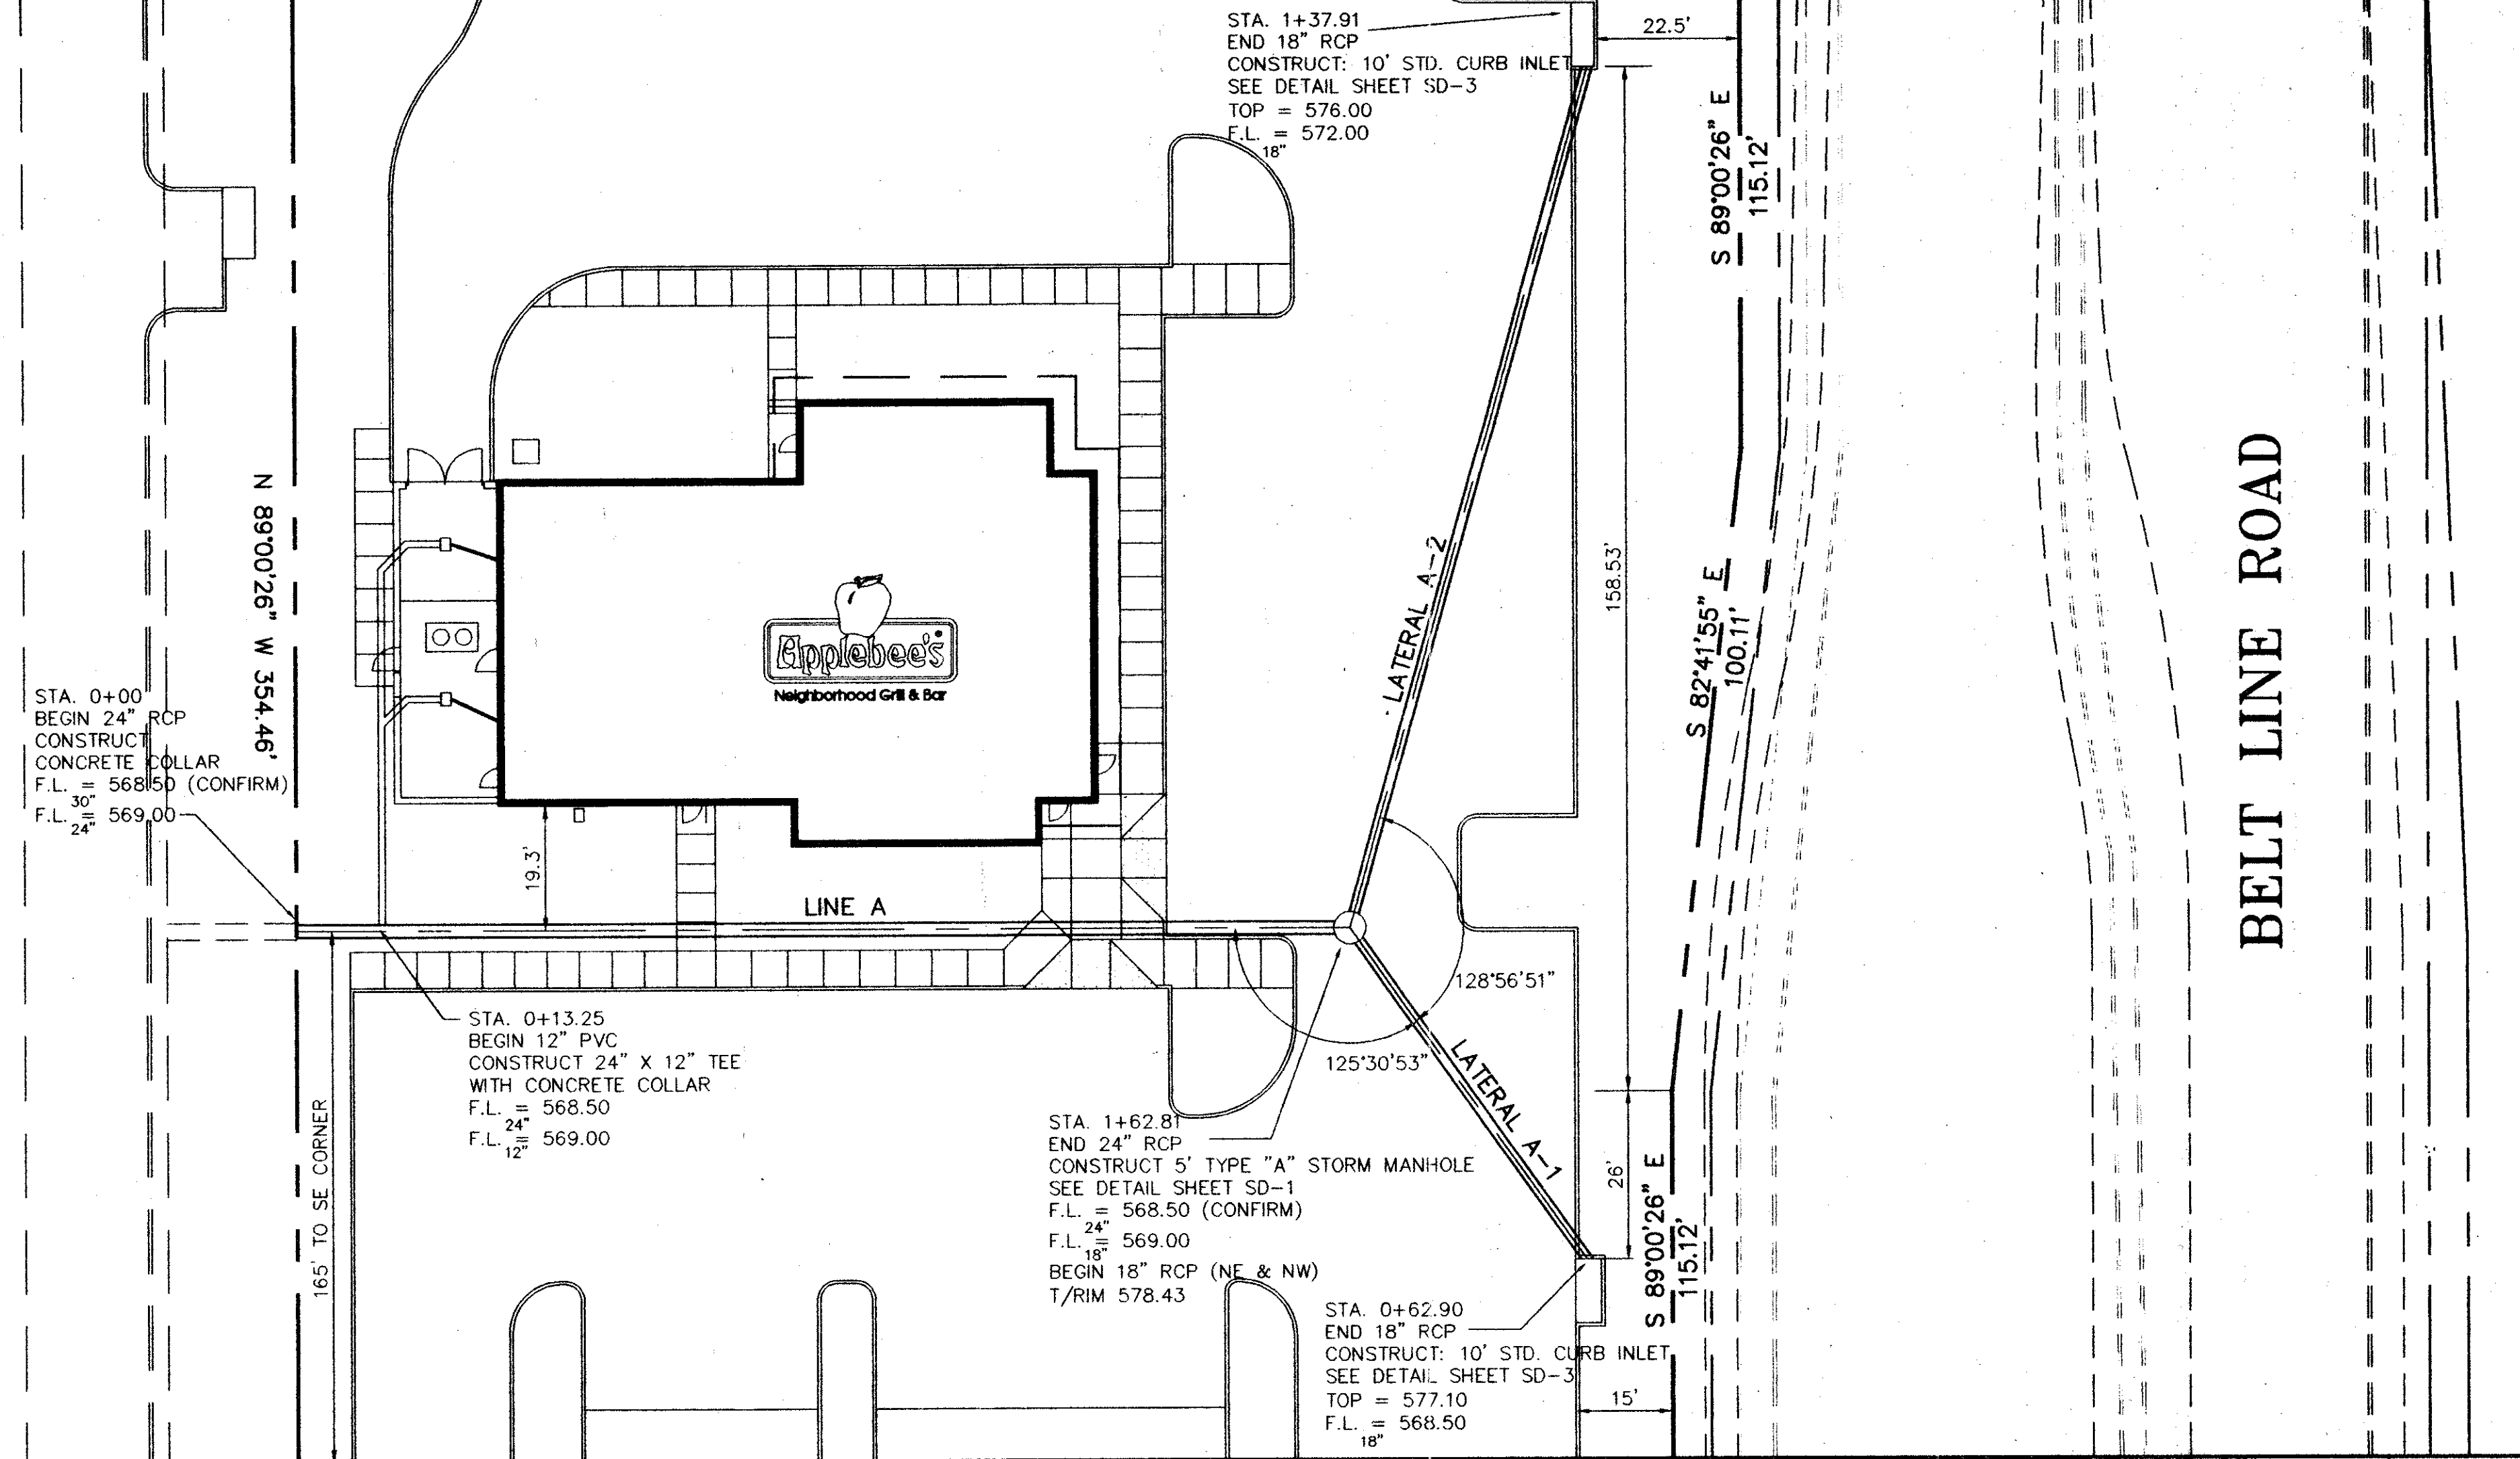 STA. 1+37.91
END 18" RCP
CONSTRUCT: 10' STD. CURB INLET
SEE DETAIL SHEET SD-3
TOP = 576.00
F.L. = 572.00
18"
22.5'
S 89°00'26" E
115.12'
158.53'
LATERAL A-2
S 82°41'55" E
100.11'
BELT LINE ROAD
N 89°00'26" W 354.46'
Applebee's
Neighborhood Grill & Bar
STA. 0+00
BEGIN 24" RCP
CONSTRUCT
CONCRETE COLLAR
F.L. = 568.50 (CONFIRM)
30"
F.L. = 569.00
24"
19.3'
LINE A
128°56'51"
125°30'53"
STA. 0+13.25
BEGIN 12" PVC
CONSTRUCT 24" X 12" TEE
WITH CONCRETE COLLAR
F.L. = 568.50
24"
F.L. = 569.00
12"
165' TO SE CORNER
LATERAL A-1
STA. 1+62.81
END 24" RCP
CONSTRUCT 5' TYPE "A" STORM MANHOLE
SEE DETAIL SHEET SD-1
F.L. = 568.50 (CONFIRM)
24"
F.L. = 569.00
18"
BEGIN 18" RCP (NE & NW)
T/RIM 578.43
26'
S 89°00'26" E
115.12'
STA. 0+62.90
END 18" RCP
CONSTRUCT: 10' STD. CURB INLET
SEE DETAIL SHEET SD-3
TOP = 577.10
F.L. = 568.50
18"
15'